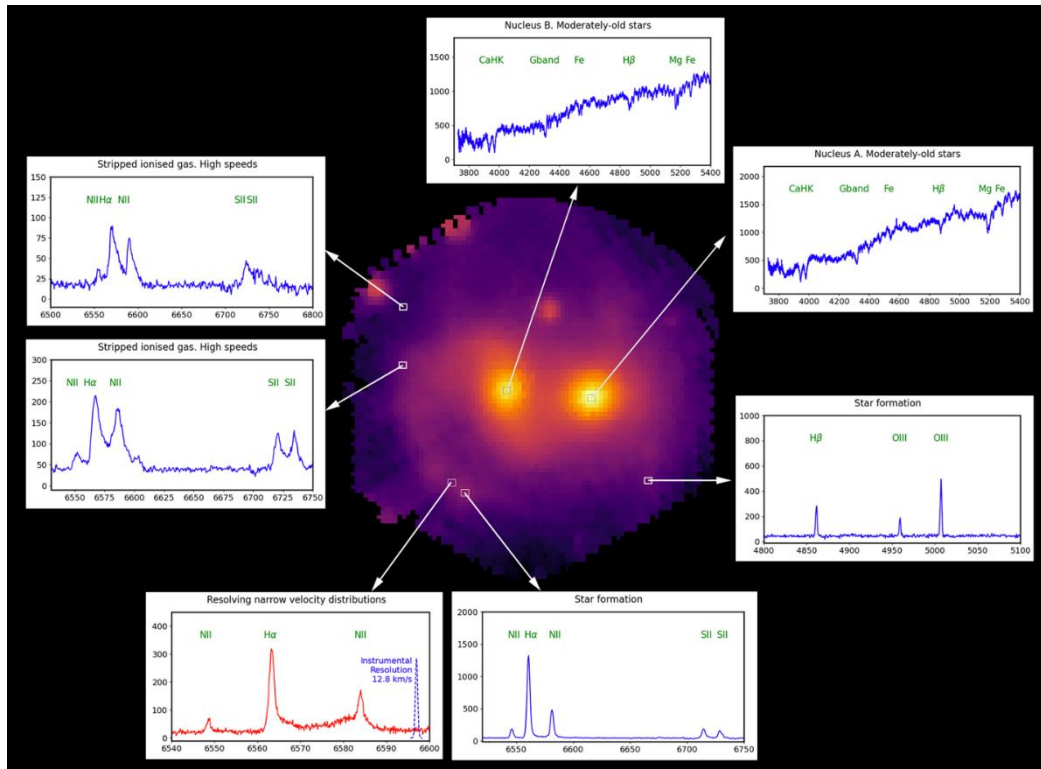 Nucleus B. Moderately-old stars
CaHK Gband Fe Hβ Mg Fe
1500
1000
500
0
3800 4000 4200 4400 4600 4800 5000 5200 5400
Nucleus A. Moderately-old stars
CaHK Gband Fe Hβ Mg Fe
2000
1500
1000
500
0
3800 4000 4200 4400 4600 4800 5000 5200 5400
Stripped ionised gas. High speeds
NII Hα NII SII SII
150
125
100
75
50
25
0
6500 6550 6600 6650 6700 6750 6800
Stripped ionised gas. High speeds
NII Hα NII SII SII
300
250
200
150
100
50
0
6550 6575 6600 6625 6650 6675 6700 6725 6750
Star formation
Hβ OIII OIII
1000
800
600
400
200
0
4800 4850 4900 4950 5000 5050 5100
Resolving narrow velocity distributions
NII Hα NII
Instrumental
Resolution
12.8 km/s
400
300
200
100
0
6540 6550 6560 6570 6580 6590 6600
Star formation
NII Hα NII SII SII
2000
1500
1000
500
0
6550 6600 6650 6700 6750